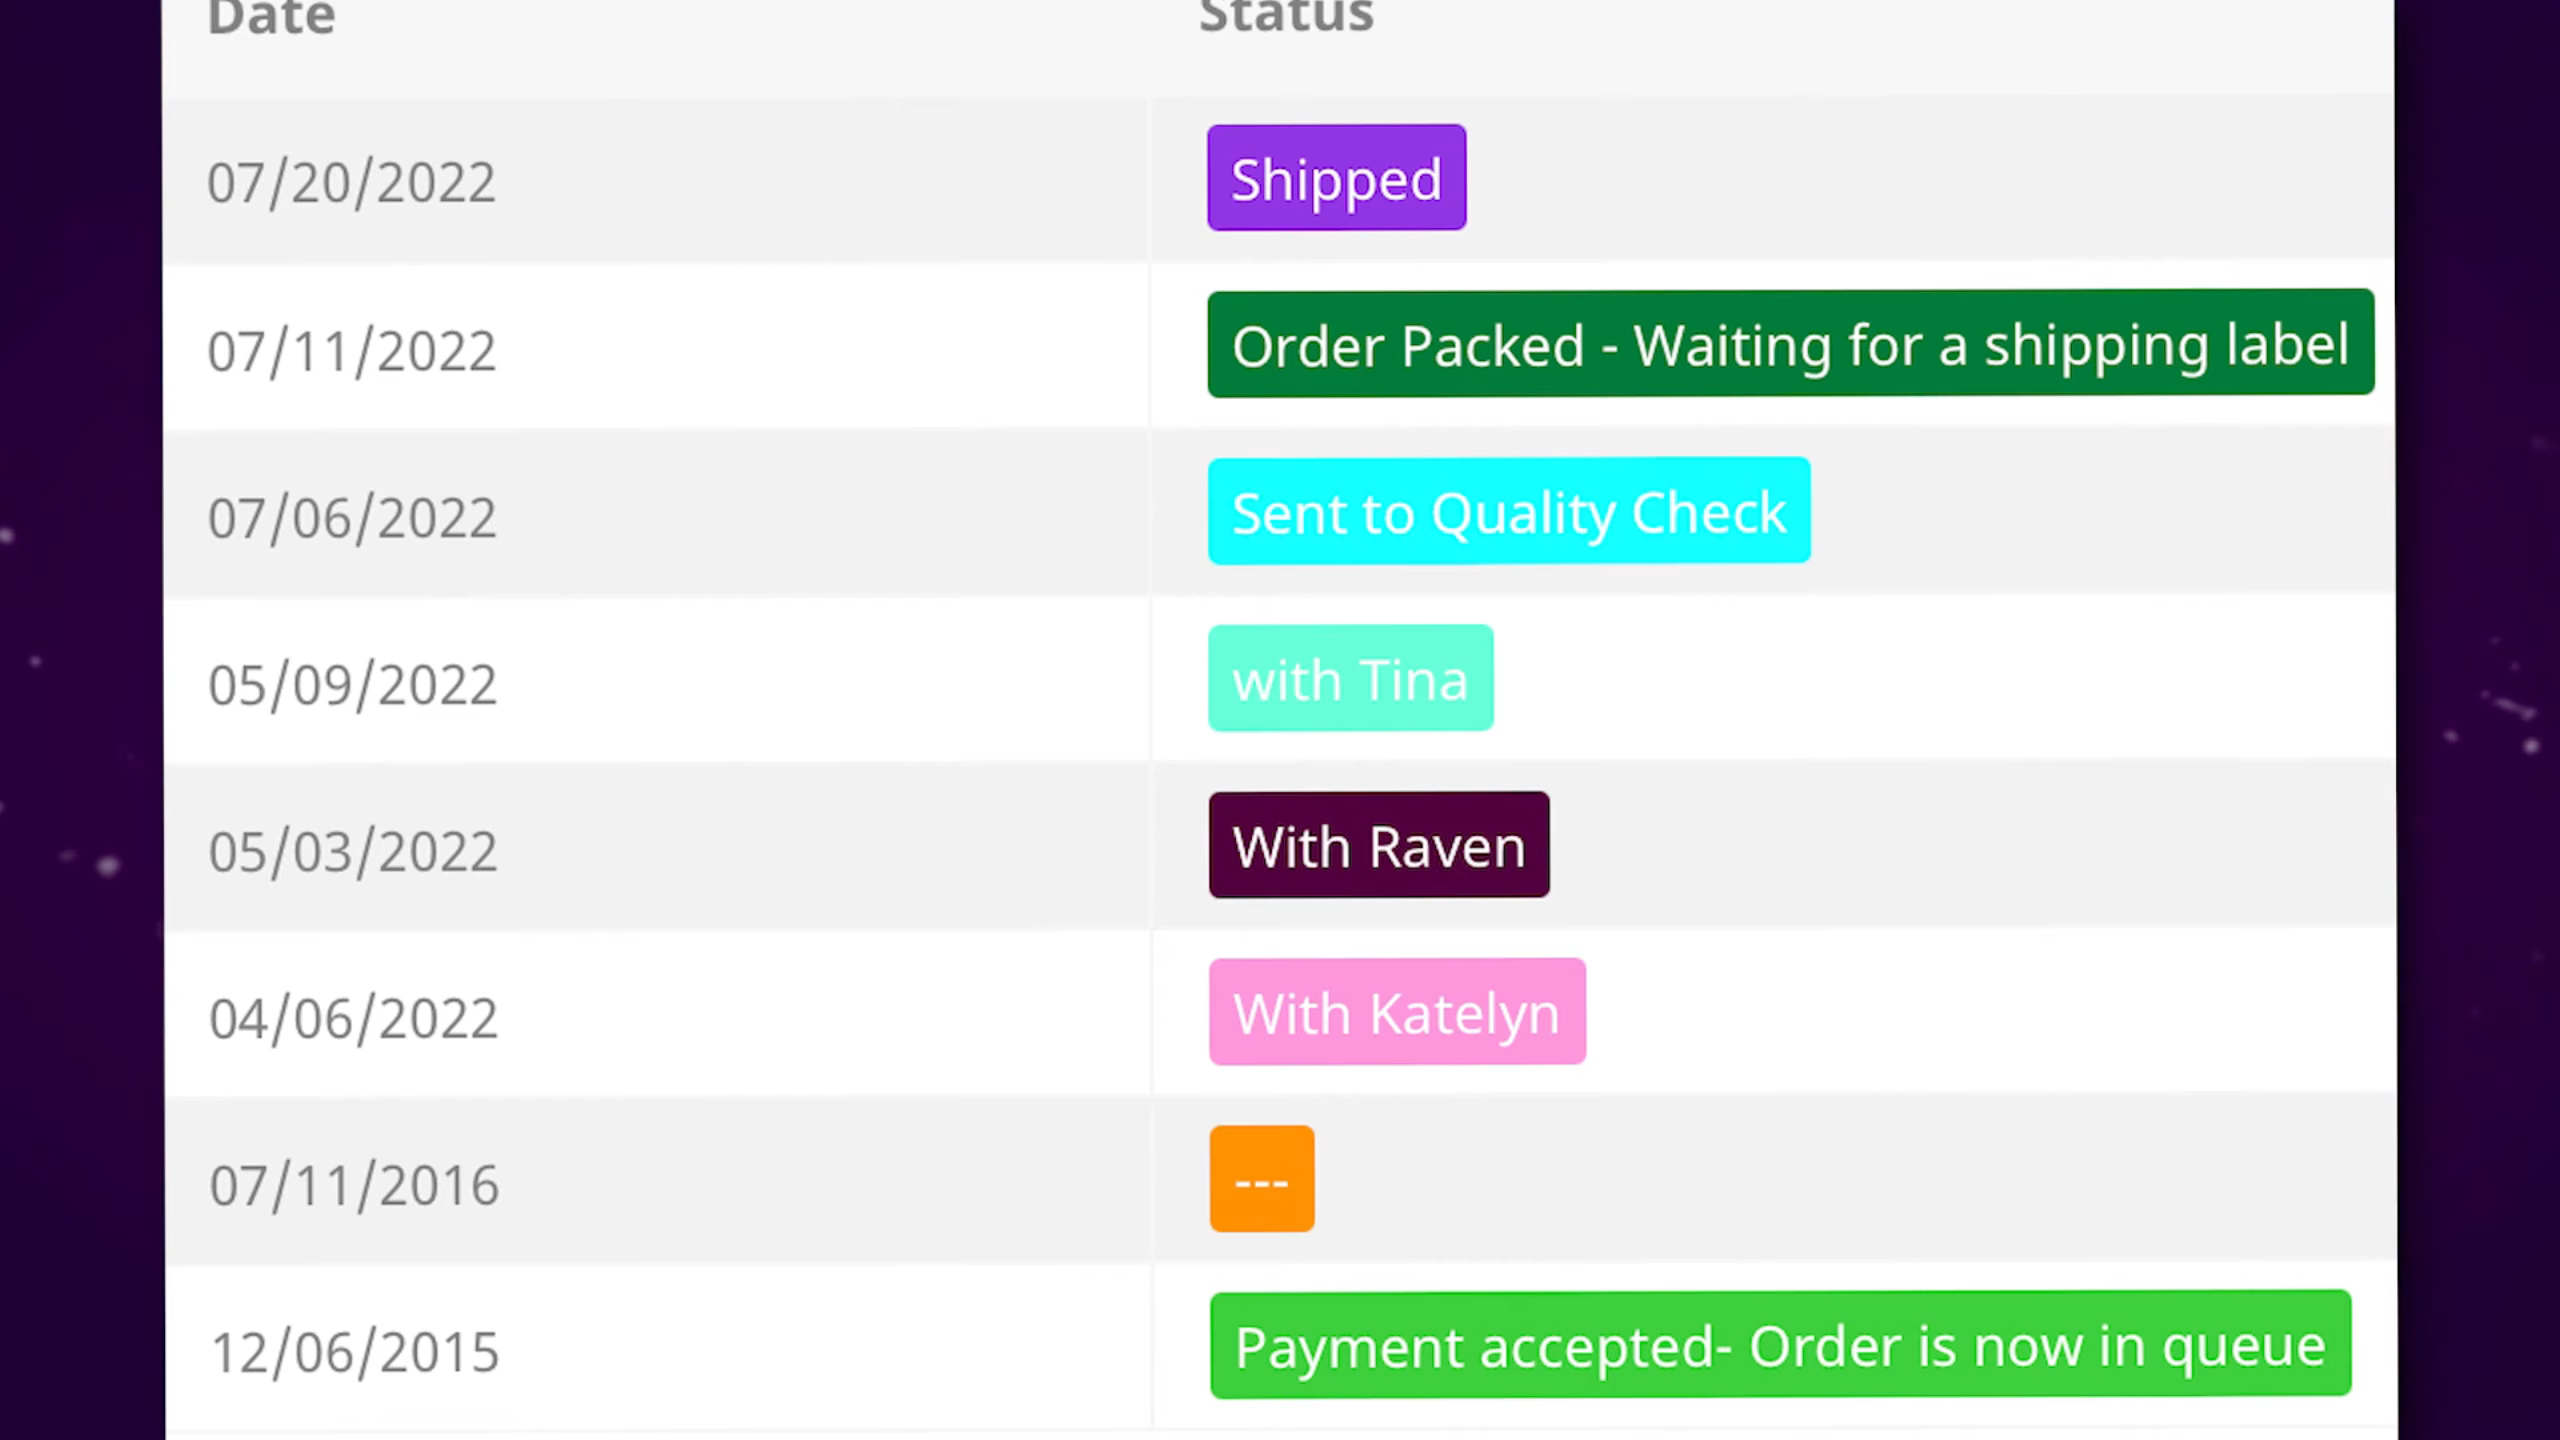 Date Status
07/20/2022 Shipped
07/11/2022 Order Packed - Waiting for a shipping label
07/06/2022 Sent to Quality Check
05/09/2022 with Tina
05/03/2022 With Raven
04/06/2022 With Katelyn
07/11/2016 ---
12/06/2015 Payment accepted- Order is now in queue